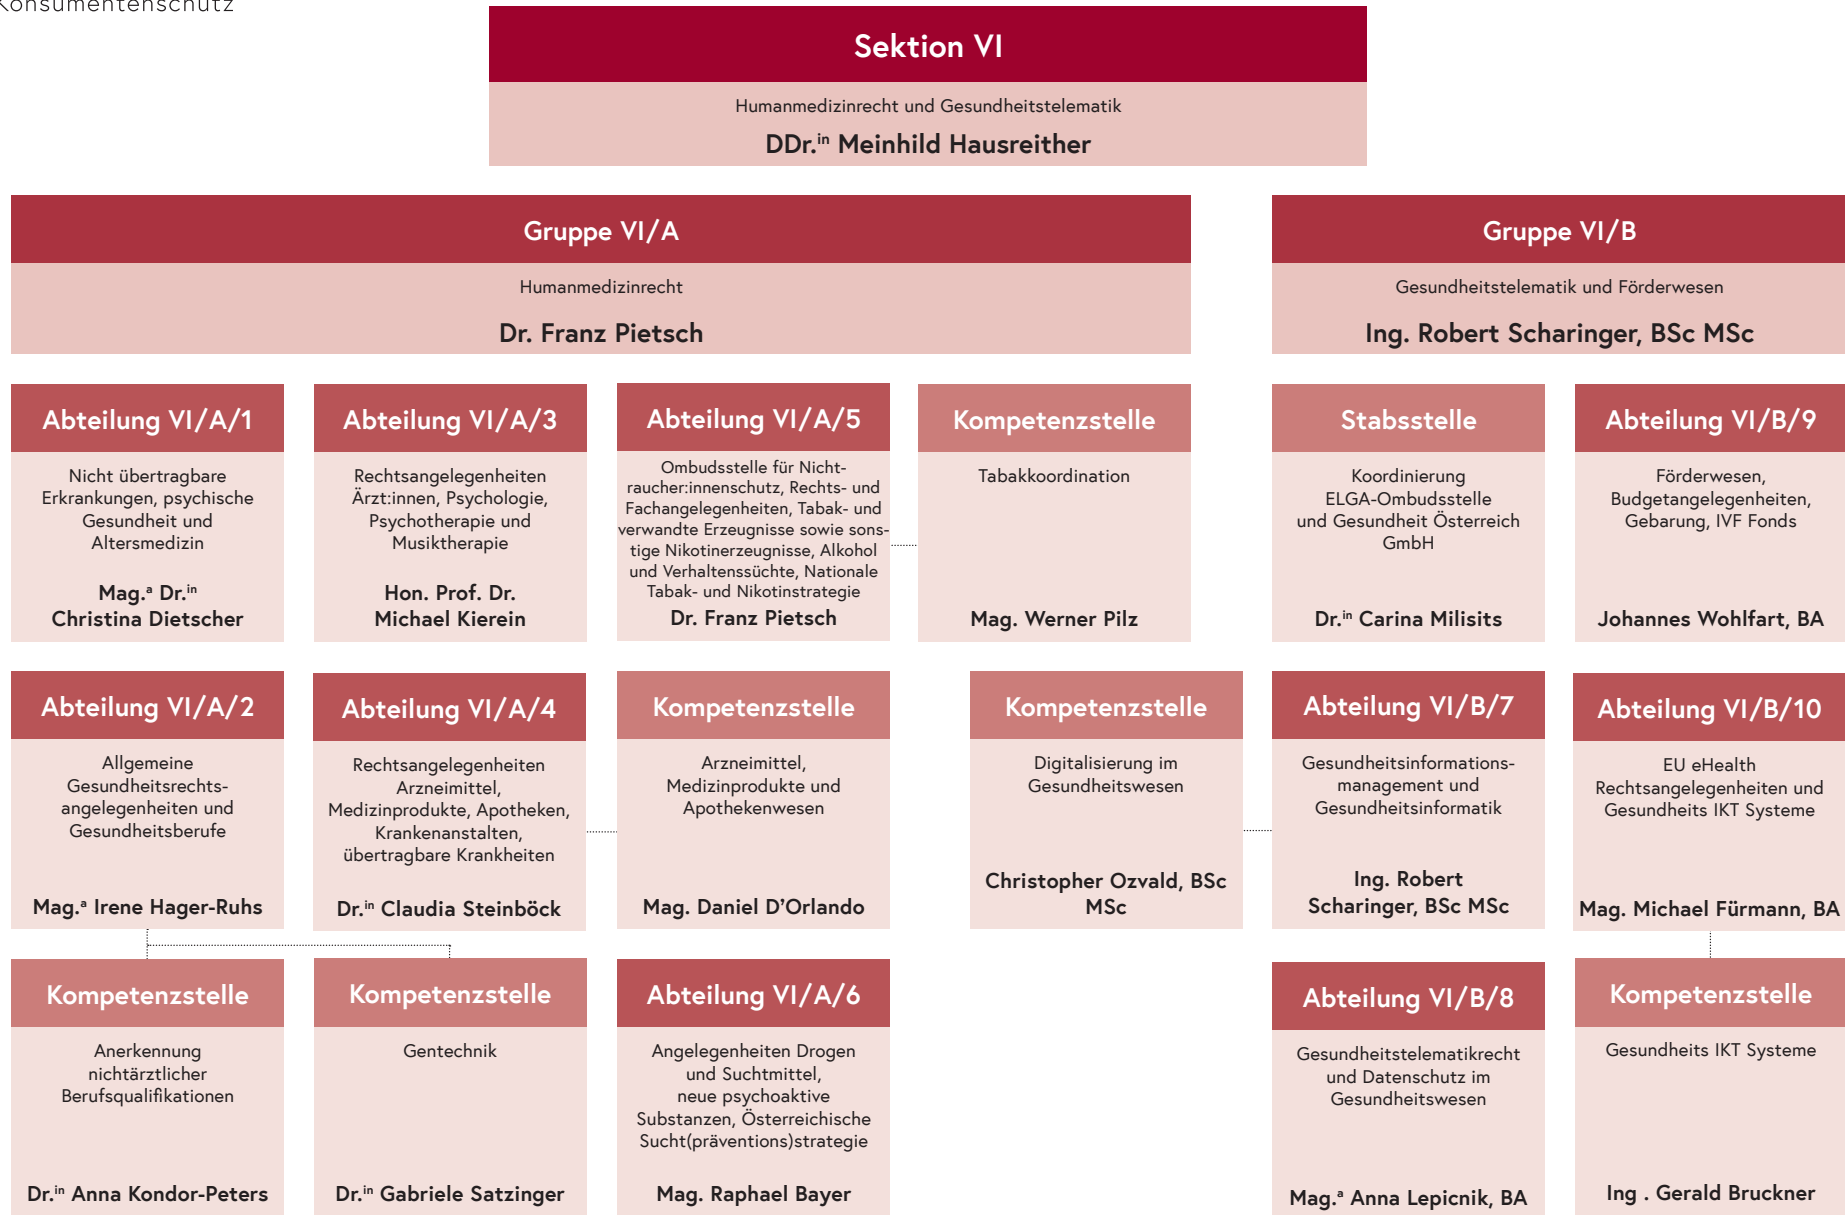 Konsumentenschutz
Sektion VI
Humanmedizinrecht und Gesundheitstelematik
DDr.in Meinhild Hausreither
Gruppe VI/A
Humanmedizinrecht
Dr. Franz Pietsch
Gruppe VI/B
Gesundheitstelematik und Förderwesen
Ing. Robert Scharinger, BSc MSc
Abteilung VI/A/1
Nicht übertragbare
Erkrankungen, psychische
Gesundheit und
Altersmedizin
Mag.a Dr.in
Christina Dietscher
Abteilung VI/A/3
Rechtsangelegenheiten
Ärzt:innen, Psychologie,
Psychotherapie und
Musiktherapie
Hon. Prof. Dr.
Michael Kierein
Abteilung VI/A/5
Ombudsstelle für Nicht-
raucher:innenschutz, Rechts- und
Fachangelegenheiten, Tabak- und
verwandte Erzeugnisse sowie sons-
tige Nikotinerzeugnisse, Alkohol
und Verhaltenssüchte, Nationale
Tabak- und Nikotinstrategie
Dr. Franz Pietsch
Kompetenzstelle
Tabakkoordination
Mag. Werner Pilz
Stabsstelle
Koordinierung
ELGA-Ombudsstelle
und Gesundheit Österreich
GmbH
Dr.in Carina Milisits
Abteilung VI/B/9
Förderwesen,
Budgetangelegenheiten,
Gebarung, IVF Fonds
Johannes Wohlfart, BA
Abteilung VI/A/2
Allgemeine
Gesundheitsrechts-
angelegenheiten und
Gesundheitsberufe
Mag.a Irene Hager-Ruhs
Abteilung VI/A/4
Rechtsangelegenheiten
Arzneimittel,
Medizinprodukte, Apotheken,
Krankenanstalten,
übertragbare Krankheiten
Dr.in Claudia Steinböck
Kompetenzstelle
Arzneimittel,
Medizinprodukte und
Apothekenwesen
Mag. Daniel D'Orlando
Kompetenzstelle
Digitalisierung im
Gesundheitswesen
Christopher Ozvald, BSc
MSc
Abteilung VI/B/7
Gesundheitsinformations-
management und
Gesundheitsinformatik
Ing. Robert
Scharinger, BSc MSc
Abteilung VI/B/10
EU eHealth
Rechtsangelegenheiten und
Gesundheits IKT Systeme
Mag. Michael Fürmann, BA
Kompetenzstelle
Anerkennung
nichtärztlicher
Berufsqualifikationen
Dr.in Anna Kondor-Peters
Kompetenzstelle
Gentechnik
Dr.in Gabriele Satzinger
Abteilung VI/A/6
Angelegenheiten Drogen
und Suchtmittel,
neue psychoaktive
Substanzen, Österreichische
Sucht(präventions)strategie
Mag. Raphael Bayer
Abteilung VI/B/8
Gesundheitstelematikrecht
und Datenschutz im
Gesundheitswesen
Mag.a Anna Lepicnik, BA
Kompetenzstelle
Gesundheits IKT Systeme
Ing . Gerald Bruckner